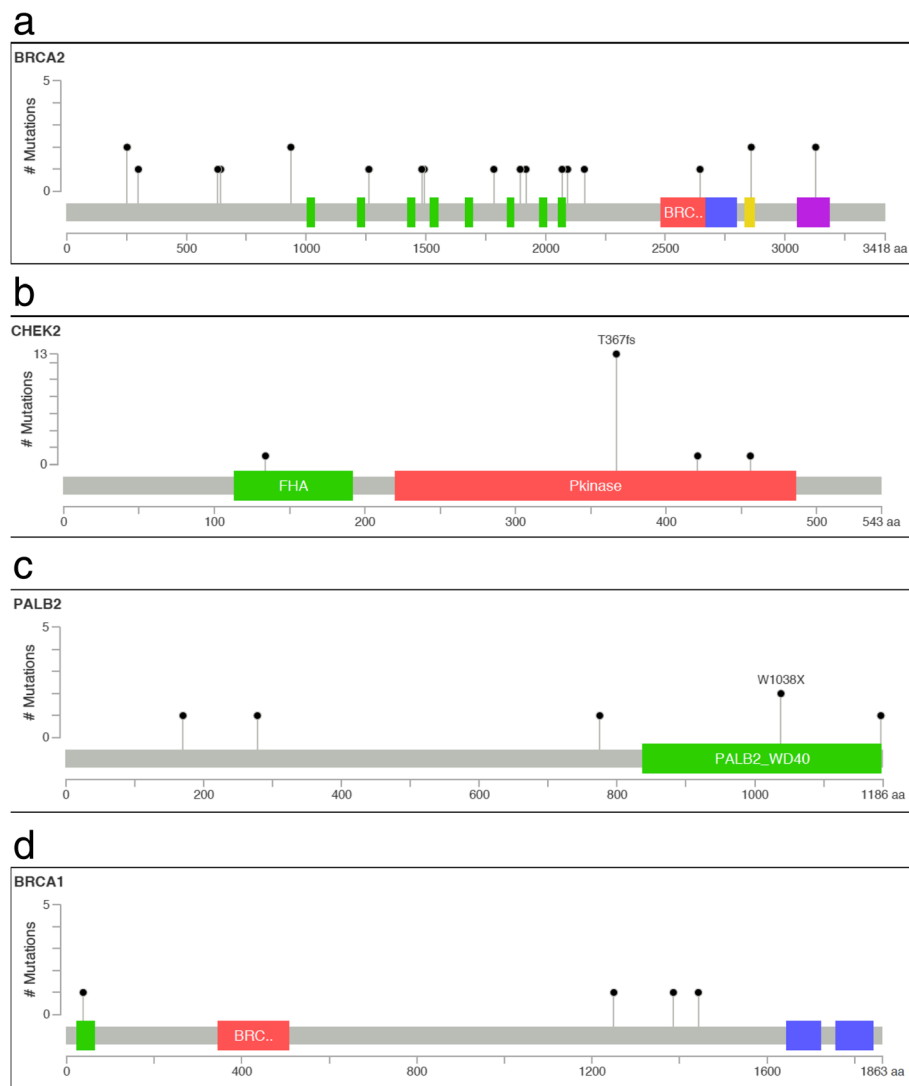 a
BRCA2
5
# Mutations
0
BRC..
0 500 1000 1500 2000 2500 3000 3418 aa
b
CHEK2
T367fs
13
# Mutations
0
FHA Pkinase
0 100 200 300 400 500 543 aa
c
PALB2
5
W1038X
# Mutations
0
PALB2_WD40
0 200 400 600 800 1000 1186 aa
d
BRCA1
5
# Mutations
0
BRC..
0 400 1200 1600 1863 aa